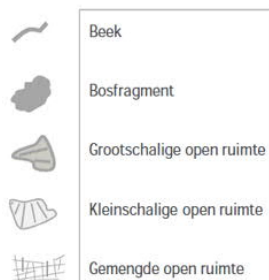 Beek
Bosfragment
Grootschalige open ruimte
Kleinschalige open ruimte
Gemengde open ruimte